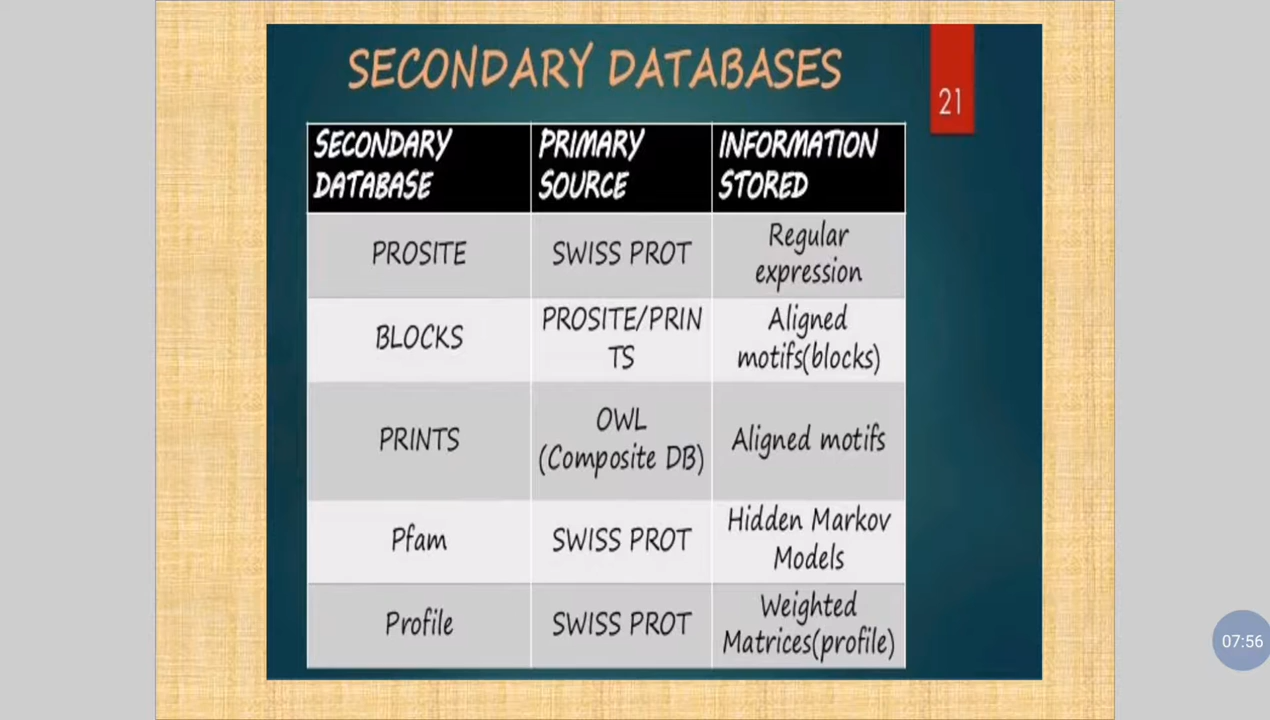 SECONDARY DATABASES
21
SECONDARY DATABASE
PRIMARY SOURCE
INFORMATION STORED
PROSITE
SWISS PROT
Regular
expression
BLOCKS
PROSITE/PRIN
TS
Aligned
motifs(blocks)
PRINTS
OWL
(Composite DB)
Aligned motifs
Pfam
SWISS PROT
Hidden Markov
Models
Profile
SWISS PROT
Weighted
Matrices(profile)
07:56